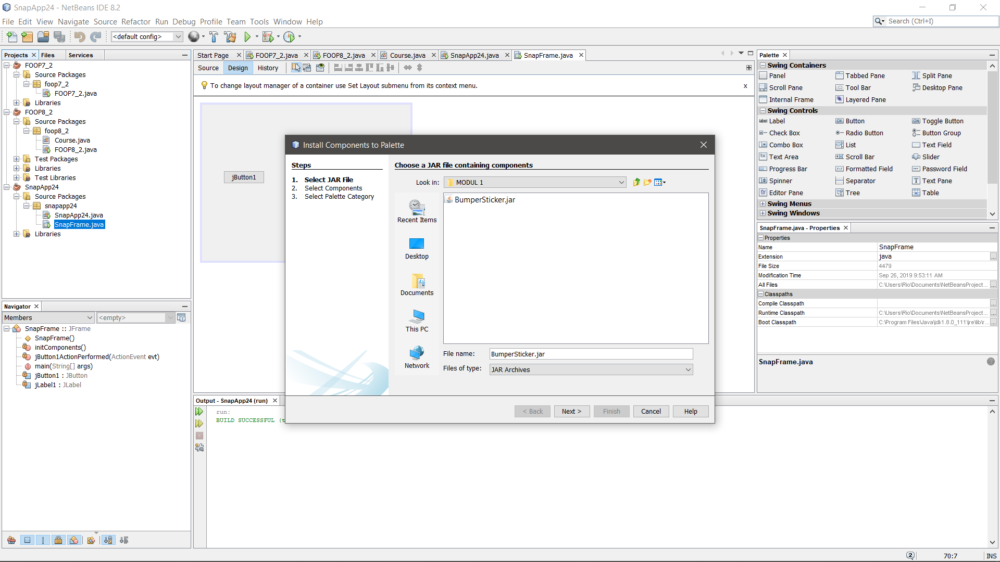 SnapApp24 - NetBeans IDE 8.2
File Edit View Navigate Source Refactor Run Debug Profile Team Tools Window Help
Search (Ctrl+I)
<default config>
Projects Files Services
FOOP7_2
Source Packages
foop7_2
FOOP7_2.java
Libraries
FOOP8_2
Source Packages
foop8_2
Course.java
FOOP8_2.java
Test Packages
Libraries
Test Libraries
SnapApp24
Source Packages
snapapp24
SnapApp24.java
SnapFrame.java
Libraries
Navigator
Members
<empty>
SnapFrame :: JFrame
SnapFrame()
initComponents()
jButton1ActionPerformed(ActionEvent evt)
main(String[] args)
jButton1 : JButton
jLabel1 : JLabel
Start Page FOOP7_2.java FOOP8_2.java Course.java SnapApp24.java SnapFrame.java
Source Design History
To change layout manager of a container use Set Layout submenu from its context menu.
x
jButton1
Install Components to Palette
Steps
1. Select JAR File
2. Select Components
3. Select Palette Category
Choose a JAR file containing components
Look in: MODUL 1
Recent Items
Desktop
Documents
This PC
Network
BumperSticker.jar
File name: BumperSticker.jar
Files of type: JAR Archives
< Back Next > Finish Cancel Help
Output - SnapApp24 (run)
run:
BUILD SUCCESSFUL (t
Palette
Swing Containers
Panel Tabbed Pane Split Pane
Scroll Pane Tool Bar Desktop Pane
Internal Frame Layered Pane
Swing Controls
label Label OK Button ON Toggle Button
Check Box Radio Button Button Group
Combo Box List Text Field
Text Area Scroll Bar Slider
Progress Bar Formatted Field Password Field
Spinner Separator Text Pane
Editor Pane Tree Table
Swing Menus
Swing Windows
SnapFrame.java - Properties
Properties
Name SnapFrame
Extension java ...
File Size 4479
Modification Time Sep 26, 2019 9:53:11 AM
All Files C:\Users\Rio\Documents\NetBeansProject... ...
Classpaths
Compile Classpath ...
Runtime Classpath C:\Users\Rio\Documents\NetBeansProject... ...
Boot Classpath C:\Program Files\Java\jdk1.8.0_111\jre\lib\r... ...
SnapFrame.java
2 70:7 INS